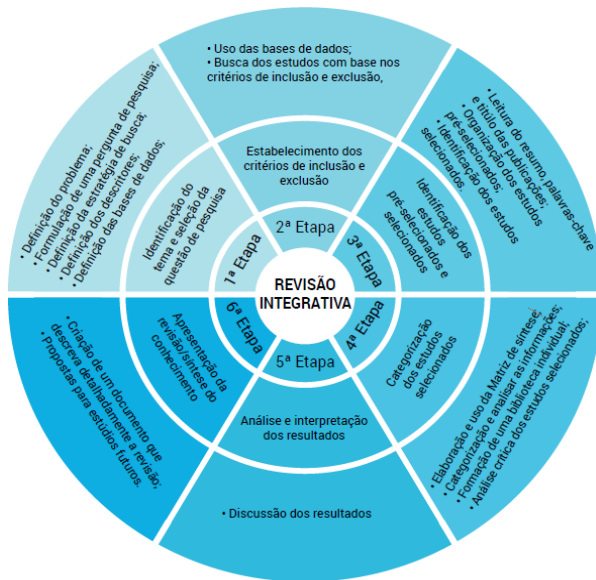 REVISÃO
INTEGRATIVA
1ª Etapa
Identificação do
tema e seleção da
questão de pesquisa
• Definição do problema;
• Formulação de uma pergunta de pesquisa;
• Definição da estratégia de busca;
• Definição dos descritores;
• Definição das bases de dados;
2ª Etapa
Estabelecimento dos
critérios de inclusão e
exclusão
• Uso das bases de dados;
• Busca dos estudos com base nos
critérios de inclusão e exclusão,
3ª Etapa
Identificação dos
estudos
pré-selecionados e
selecionados
• Leitura do resumo, palavras-chave
e título das publicações;
• Organização dos estudos
pré-selecionados;
• Identificação dos estudos
selecionados
4ª Etapa
Categorização
dos estudos
selecionados
• Elaboração e uso da Matriz de síntese;
• Categorização e analisar as informações;
• Formação de uma biblioteca individual;
• Análise crítica dos estudos selecionados;
5ª Etapa
Análise e interpretação
dos resultados
• Discussão dos resultados
6ª Etapa
Apresentação da
revisão/síntese do
conhecimento
• Criação de um documento que
descreva detalhadamente a revisão;
• Propostas para estúdios futuros.